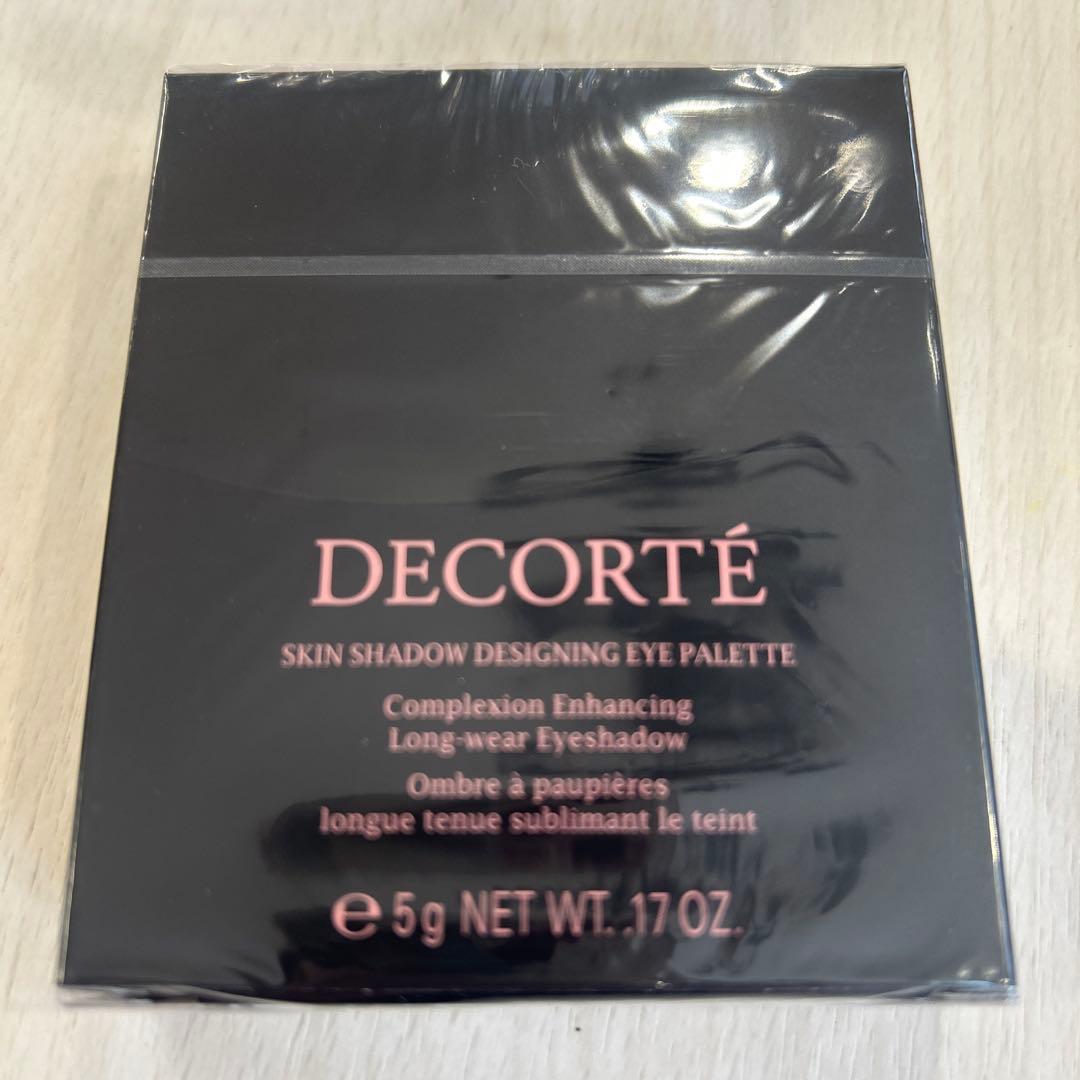 DECORTÉ
SKIN SHADOW DESIGNING EYE PALETTE
Complexion Enhancing
Long-wear Eyeshadow
Ombre à paupières
longue tenue sublimant le teint
℮ 5g NET WT. .17 OZ.